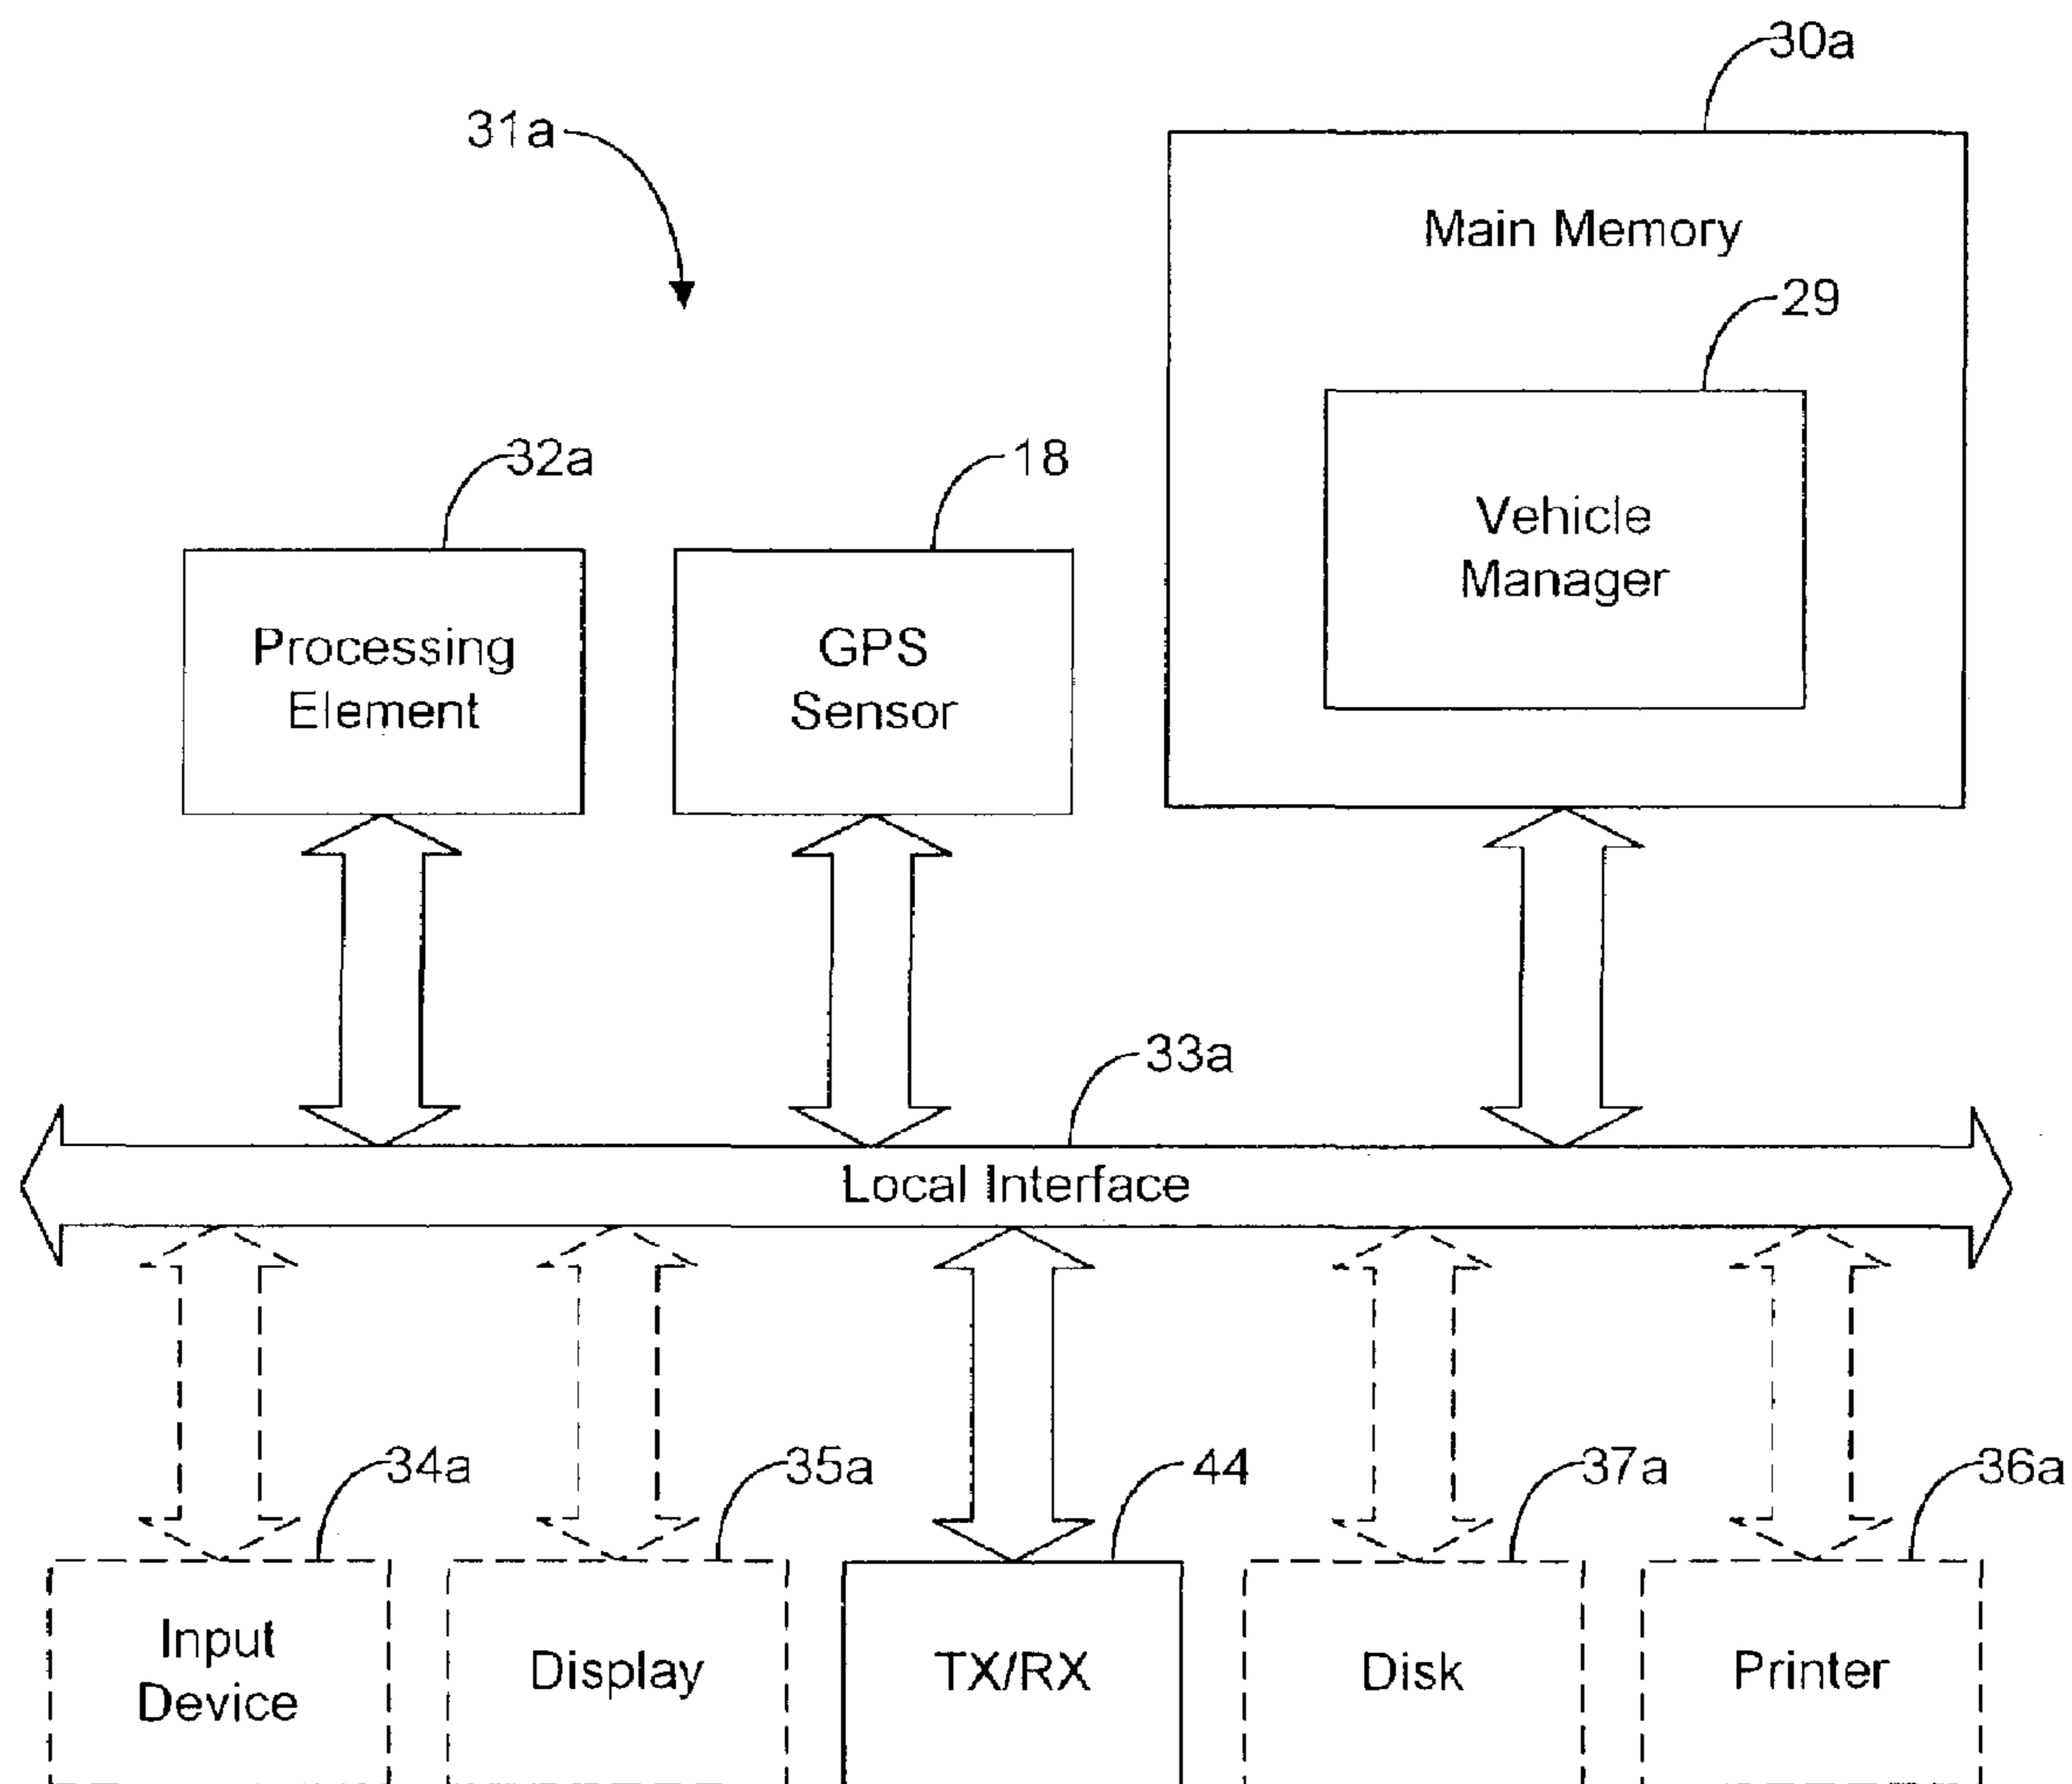 30a
31a
Main Memory
29
32a
18
Vehicle
Manager
Processing
Element
GPS
Sensor
33a
Local Interface
34a
35a
44
37a
36a
Input
Device
Display
TX/RX
Disk
Printer